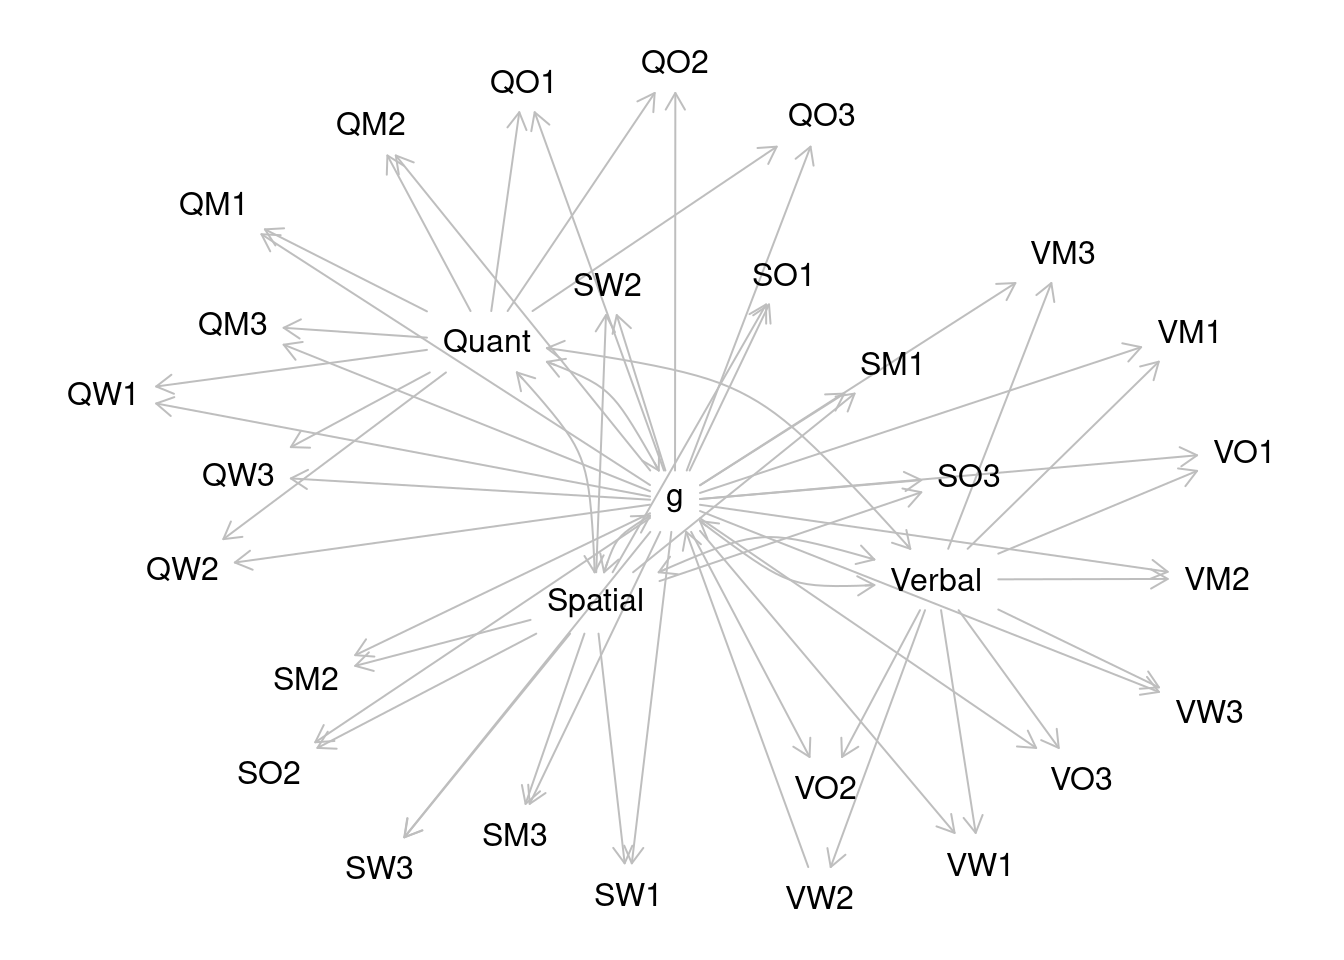 QO2
QO1
QO3
QM2
QM1
VM3
SO1
SW2
QM3
VM1
Quant
SM1
QW1
VO1
QW3
SO3
g
QW2
VM2
Verbal
Spatial
SM2
VW3
SO2
VO3
VO2
SM3
VW1
SW3
SW1
VW2